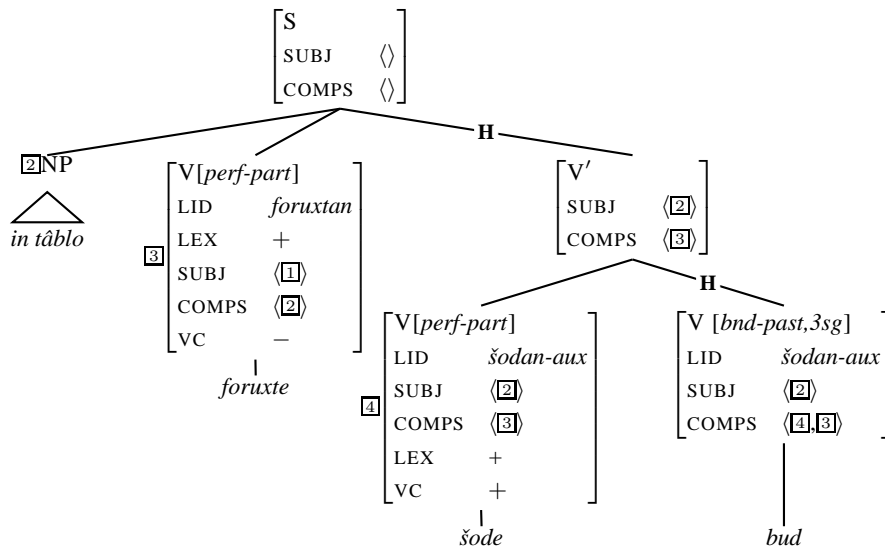 S
SUBJ ⟨⟩
COMPS ⟨⟩
H
[2]NP
in tâblo
[3]
V[perf-part]
LID foruxtan
LEX +
SUBJ ⟨[1]⟩
COMPS ⟨[2]⟩
VC −
foruxte
V′
SUBJ ⟨[2]⟩
COMPS ⟨[3]⟩
H
[4]
V[perf-part]
LID šodan-aux
SUBJ ⟨[2]⟩
COMPS ⟨[3]⟩
LEX +
VC +
šode
V [bnd-past,3sg]
LID šodan-aux
SUBJ ⟨[2]⟩
COMPS ⟨[4],[3]⟩
bud